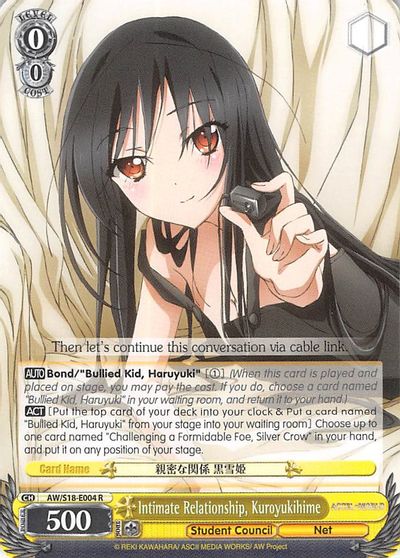 LEVEL
0
0
COST
Then let's continue this conversation via cable link.
AUTO Bond/"Bullied Kid, Haruyuki" [①] (When this card is played and
placed on stage, you may pay the cost. If you do, choose a card named
"Bullied Kid, Haruyuki" in your waiting room, and return it to your hand.)
ACT [Put the top card of your deck into your clock & Put a card named
"Bullied Kid, Haruyuki" from your stage into your waiting room] Choose up to
one card named "Challenging a Formidable Foe, Silver Crow" in your hand, and
put it on any position of your stage.
Card Name 親密な関係 黒雪姫
CH AW/S18-E004 R
Intimate Relationship, Kuroyukihime
ACCEL WORLD
POWER
500
Student Council
Net
© REKI KAWAHARA/ ASCII MEDIA WORKS/ AW Project